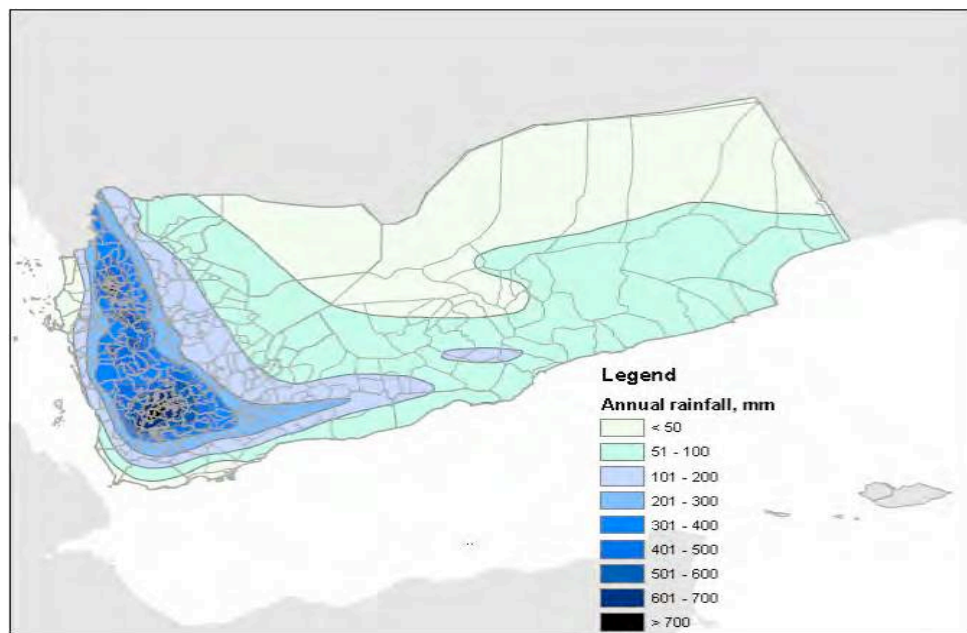 Legend
Annual rainfall, mm
< 50
51 - 100
101 - 200
201 - 300
301 - 400
401 - 500
501 - 600
601 - 700
> 700